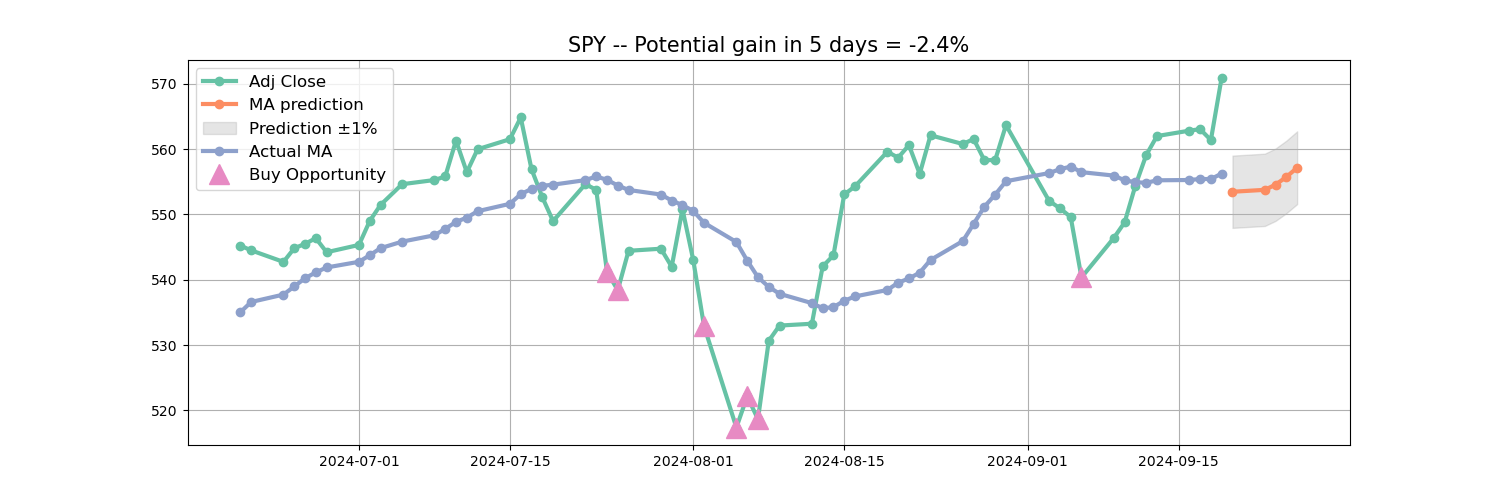 SPY -- Potential gain in 5 days = -2.4%
Adj Close
MA prediction
Prediction ±1%
Actual MA
Buy Opportunity
570
560
550
540
530
520
2024-07-01 2024-07-15 2024-08-01 2024-08-15 2024-09-01 2024-09-15